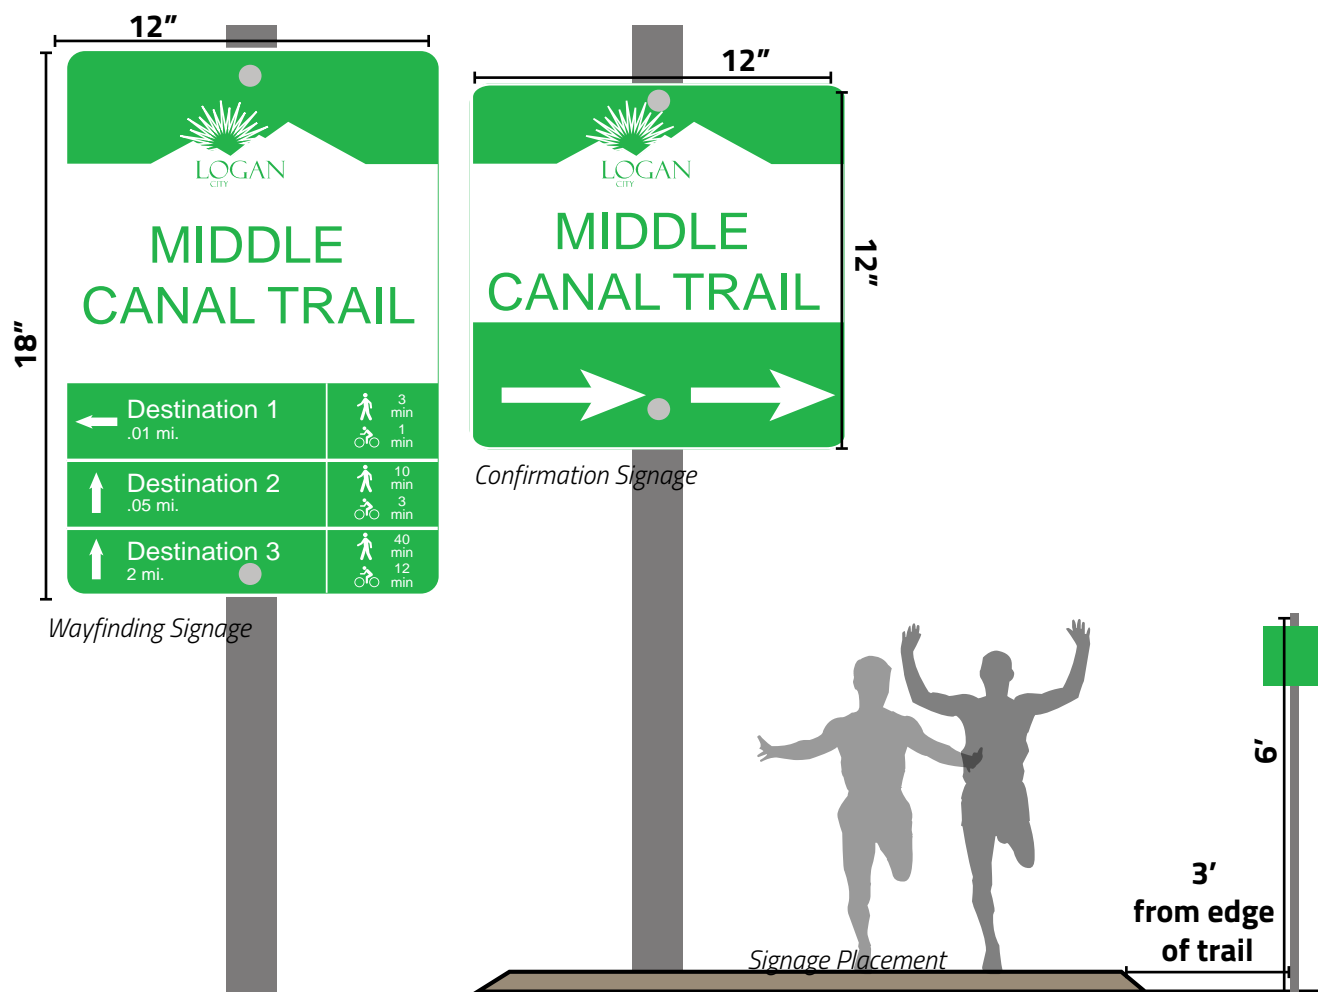 12”
18”
LOGAN
CITY
MIDDLE
CANAL TRAIL
Destination 1
.01 mi.
3
min
1
min
Destination 2
.05 mi.
10
min
3
min
Destination 3
2 mi.
40
min
12
min
Wayfinding Signage
12”
12”
LOGAN
CITY
MIDDLE
CANAL TRAIL
Confirmation Signage
6’
3’
from edge
of trail
Signage Placement